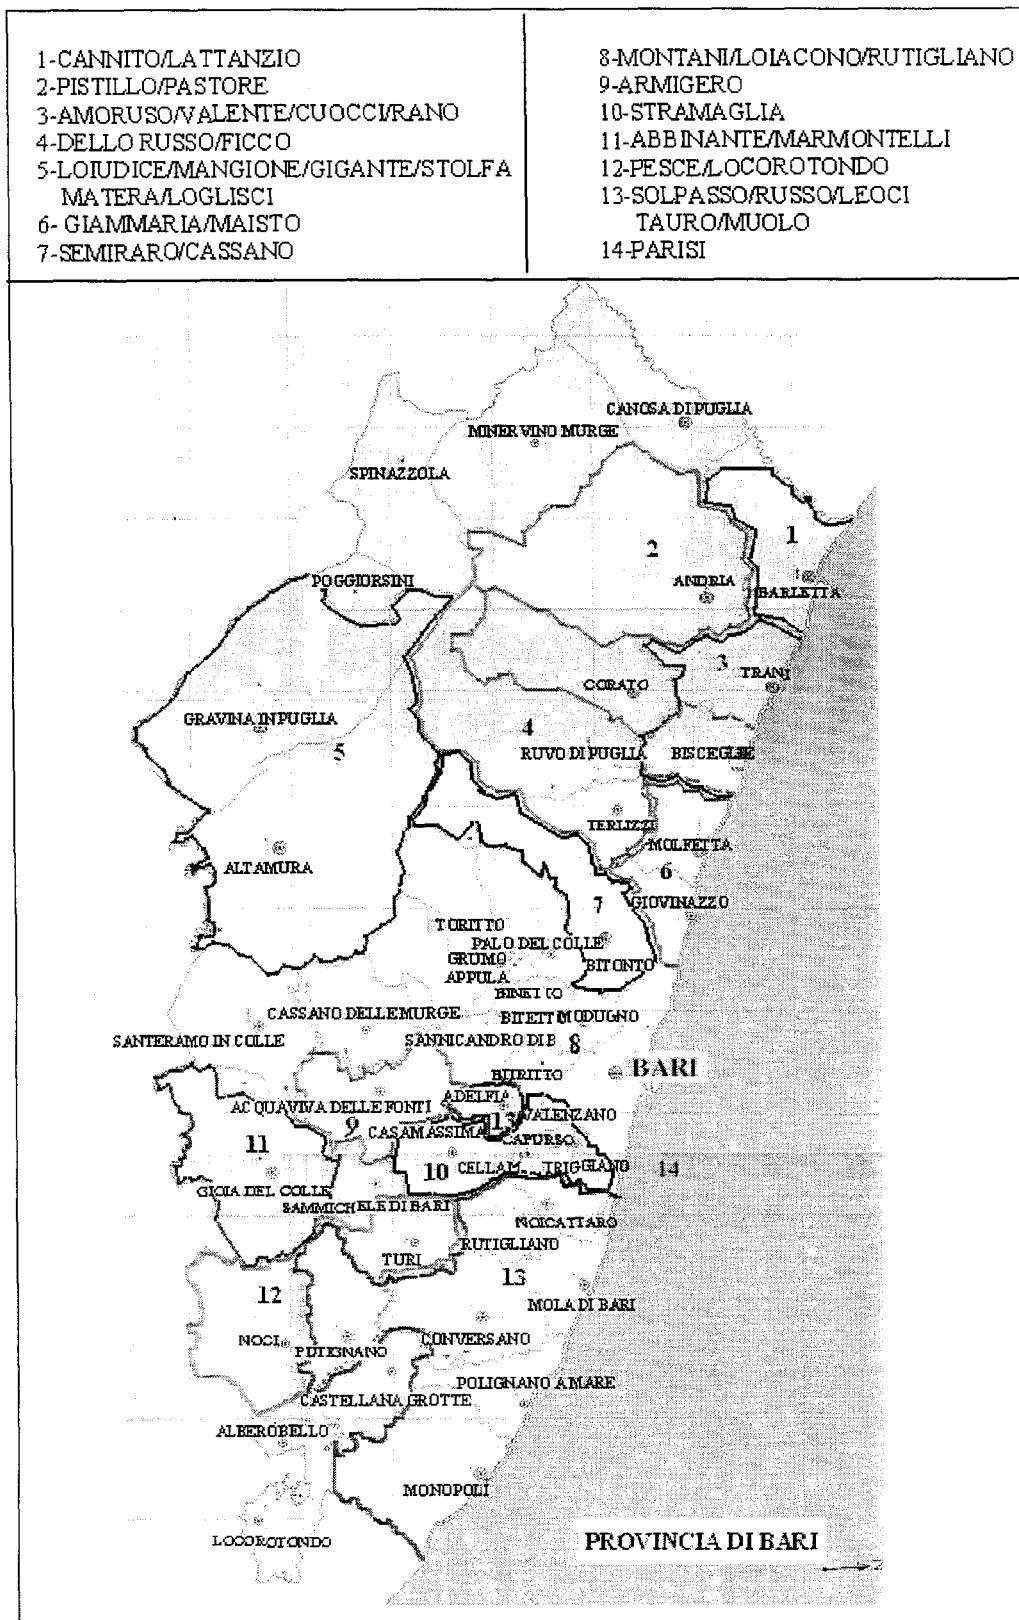 1-CANNITO/LATTANZIO
2-PISTILLO/PASTORE
3-AMORUSO/VALENTE/CUOCCI/RANO
4-DELLO RUSSO/FICCO
5-LOIUDICE/MANGIONE/GIGANTE/STOLFA
MATERA/LOGLISCI
6- GIAMMARIA/MAISTO
7-SEMIRARO/CASSANO
8-MONTANI/LOIACONO/RUTIGLIANO
9-ARMIGERO
10-STRAMAGLIA
11-ABBINANTE/MARMONTELLI
12-PESCE/LOCOROTONDO
13-SOLPASSO/RUSSO/LEOCI
TAURO/MUOLO
14-PARISI
CANOSA DI PUGLIA
MINERVINO MURGE
SPINAZZOLA
1
2
POGGIORSINI
ANDRIA
BARLETTA
3
TRANI
CORATO
GRAVINA IN PUGLIA
4
5
RUVO DI PUGLIA
BISCEGLIE
TERLIZZI
MOLFETTA
ALTAMURA
6
GIOVINAZZO
7
TORITTO
PALO DEL COLLE
GRUMO
APPULA
BITONTO
BINETTO
CASSANO DELLE MURGE
BITETTO
MODUGNO
SANTERAMO IN COLLE
SANNICANDRO DI B
8
BARI
BITRITTO
ADELFIA
ACQUAVIVA DELLE FONTI
13
VALENZANO
9
CASAMASSIMA
CAPURSO
11
10
CELLAM
TRIGGIANO
14
GIOIA DEL COLLE
SAMMICHELE DI BARI
NOICATTARO
TURI
RUTIGLIANO
13
12
MOLA DI BARI
NOCI
PUTIGNANO
CONVERSANO
POLIGNANO A MARE
CASTELLANA GROTTE
ALBEROBELLO
MONOPOLI
LOCOROTONDO
PROVINCIA DI BARI